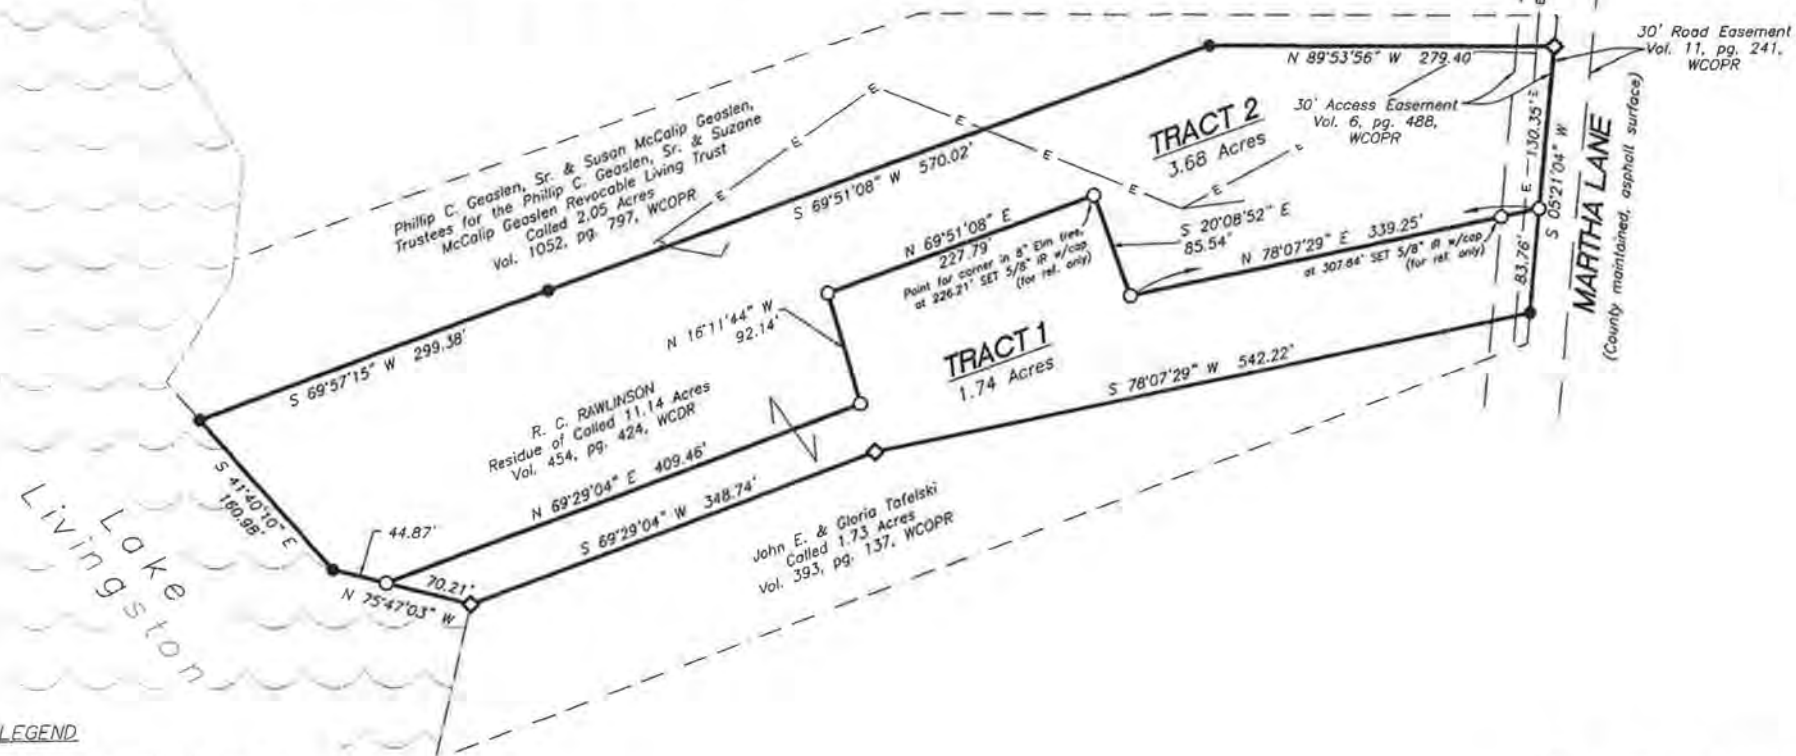 30' Road Easement
Vol. 11, pg. 241,
WCOPR
N 89°53'56" W 279.40'
30' Access Easement
Vol. 6, pg. 488,
WCOPR
TRACT 2
3.68 Acres
E 130.35' E
S 05°21'04" W
83.76'
MARTHA LANE
(County maintained, asphalt surface)
Phillip C. Geaslen, Sr. & Susan McCalip Geaslen,
Trustees for the Phillip C. Geaslen, Sr. & Suzane
McCalip Geaslen Revocable Living Trust
Called 2.05 Acres
Vol. 1052, pg. 797, WCOPR
E E E E E E E E
S 69°51'08" W 570.02'
N 69°51'08" E
227.79'
Point for corner in 8" Elm tree,
at 226.21' SET 5/8" IR w/cap
(for ref. only)
S 20°08'52" E
85.54'
N 78°07'29" E 339.25'
at 307.84' SET 5/8" IR w/cap
(for ref. only)
S 69°57'15" W 299.38'
N 16°11'44" W
92.14'
TRACT 1
1.74 Acres
S 78°07'29" W 542.22'
R. C. RAWLINSON
Residue of Called 11.14 Acres
Vol. 454, pg. 424, WCDR
N 69°29'04" E 409.46'
S 69°29'04" W 348.74'
John E. & Gloria Tafelski
Called 1.73 Acres
Vol. 393, pg. 137, WCOPR
S 41°40'10" E
160.98'
44.87'
70.21'
N 75°47'03" W
Lake
Livingston
LEGEND